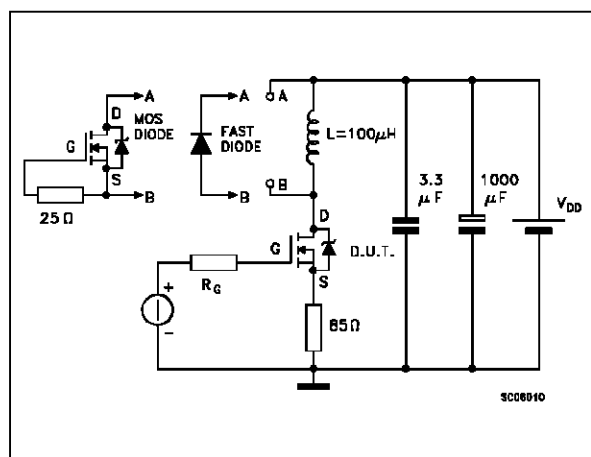 A
D
MOS
DIODE
G
S
B
25 Ω
A
FAST
DIODE
B
A
L=100μH
B
D
G
D.U.T.
S
RG
+
-
85Ω
3.3
μF
1000
μF
VDD
SC06010